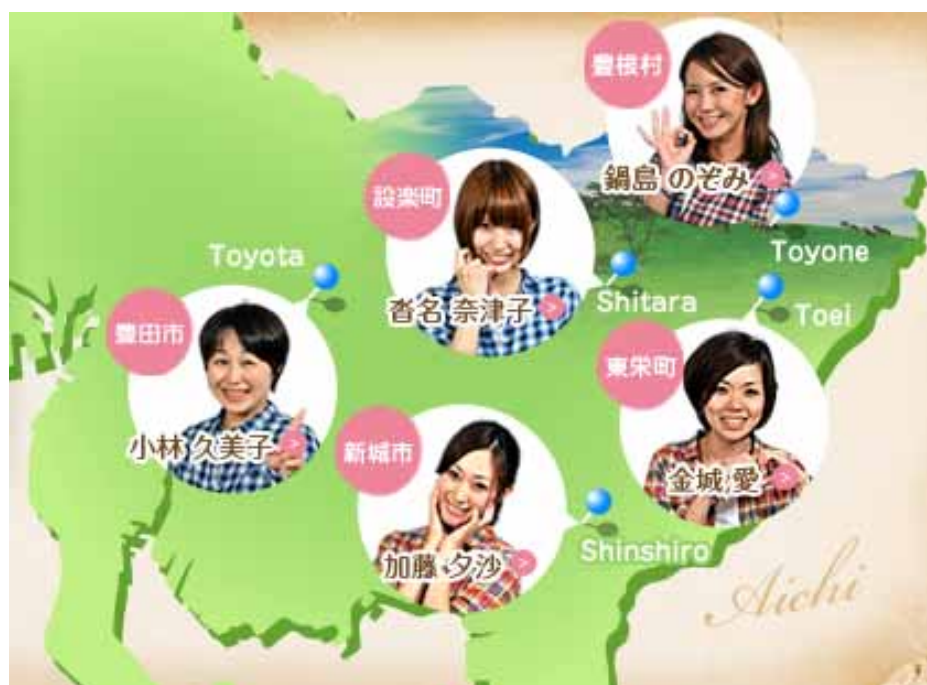 豊根村
鍋島 のぞみ
Toyone
設楽町
沓名 奈津子
Shitara
Toyota
豊田市
小林 久美子
Toei
東栄町
金城 愛
新城市
加藤 夕沙
Shinshiro
Aichi